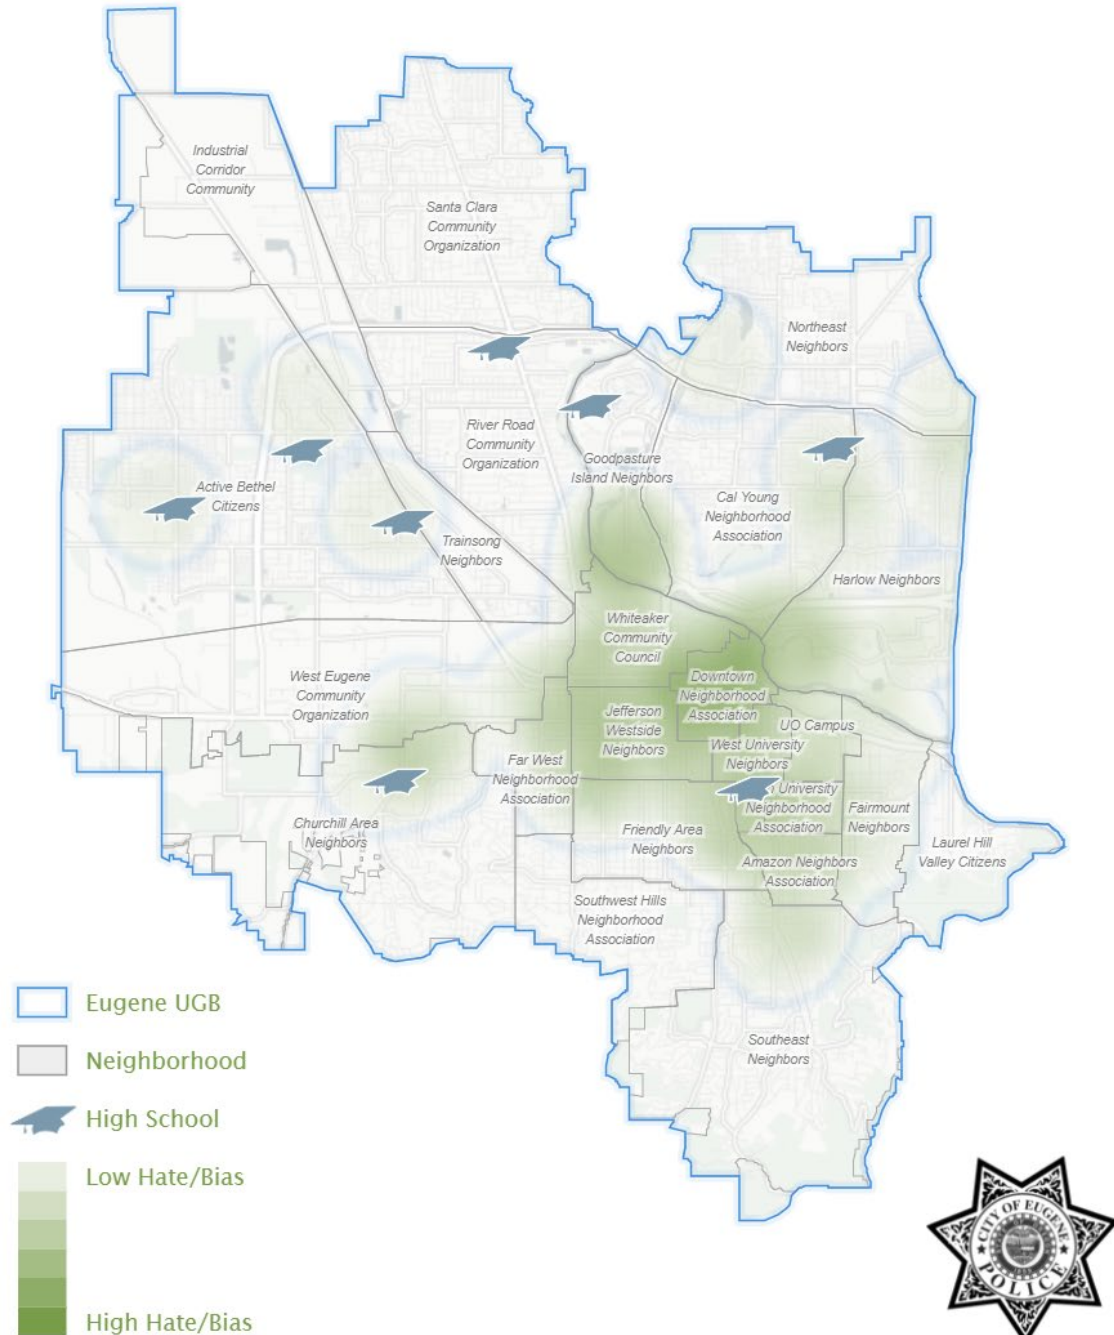 Industrial
Corridor
Community
Santa Clara
Community
Organization
Northeast
Neighbors
River Road
Community
Organization
Goodpasture
Island Neighbors
Active Bethel
Citizens
Cal Young
Neighborhood
Association
Trainsong
Neighbors
Harlow Neighbors
Whiteaker
Community
Council
West Eugene
Community
Organization
Downtown
Neighborhood
Association
Jefferson
Westside
Neighbors
UO Campus
West University
Neighbors
Far West
Neighborhood
Association
University
Neighborhood
Association
Fairmount
Neighbors
Churchill Area
Neighbors
Friendly Area
Neighbors
Laurel Hill
Valley Citizens
Amazon Neighbors
Association
Southwest Hills
Neighborhood
Association
Southeast
Neighbors
Eugene UGB
Neighborhood
High School
Low Hate/Bias
High Hate/Bias
CITY OF EUGENE
POLICE